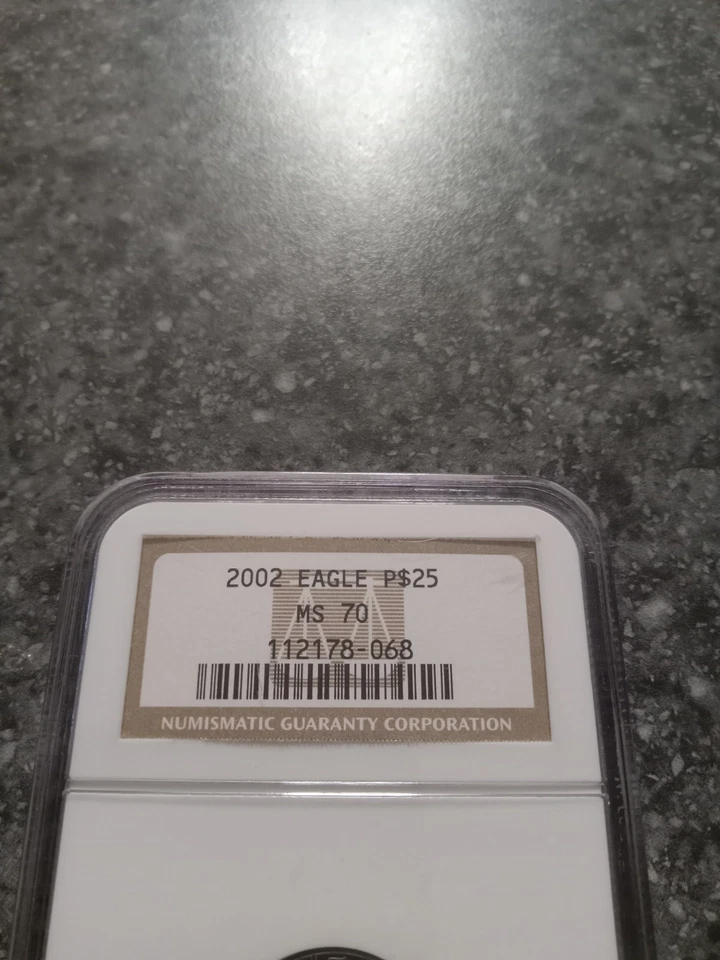 2002 EAGLE P$25
MS 70
112178-068
NUMISMATIC GUARANTY CORPORATION